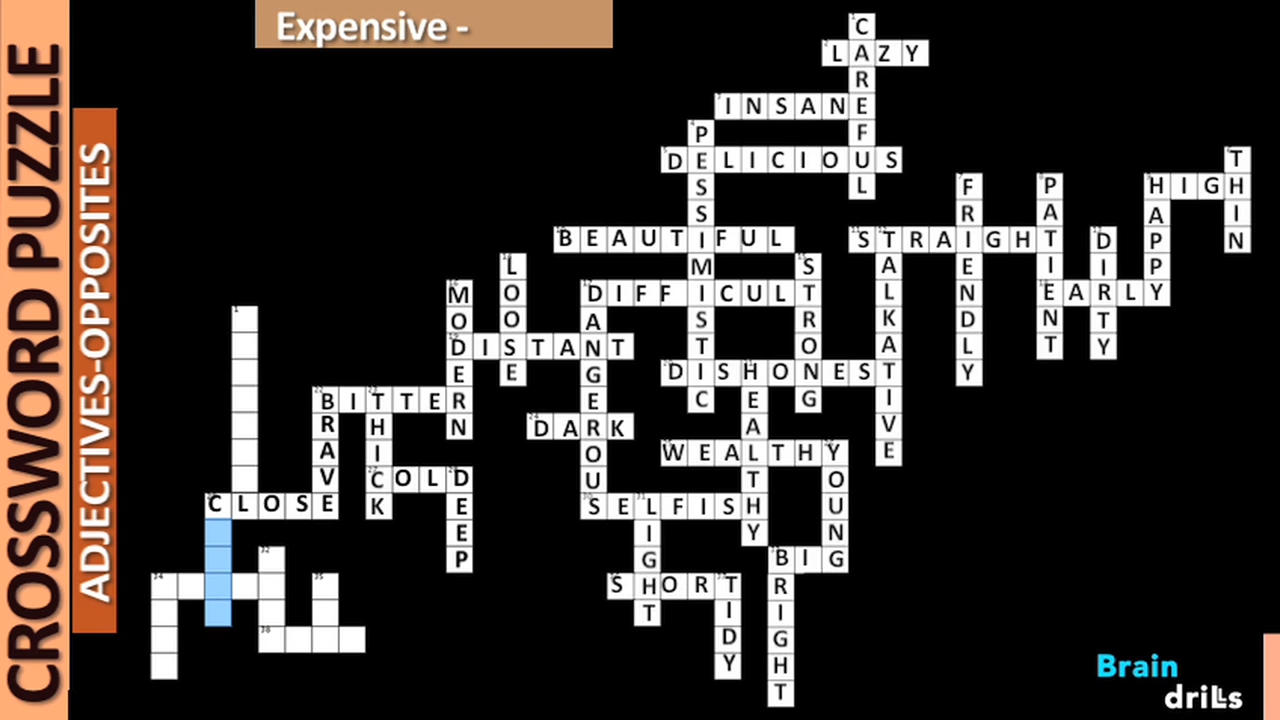 CROSSWORD PUZZLE
ADJECTIVES-OPPOSITES
Expensive -
CAREFUL
LAZY
INSANE
PESSIMISTIC
DELICIOUS
THIN
FRIENDLY
PATIENT
HIGH
HAPPY
BEAUTIFUL
STRAIGHT
TALKATIVE
DIRTY
LOOSE
STRONG
MODERN
DIFFICULT
DANGEROUS
EARLY
DISTANT
DISHONEST
HEALTHY
BITTER
BRAVE
THICK
DARK
WEALTHY
YOUNG
COLD
DEEP
CLOSE
SELFISH
LIGHT
BIG
BRIGHT
SHORT
TIDY
Brain
drills